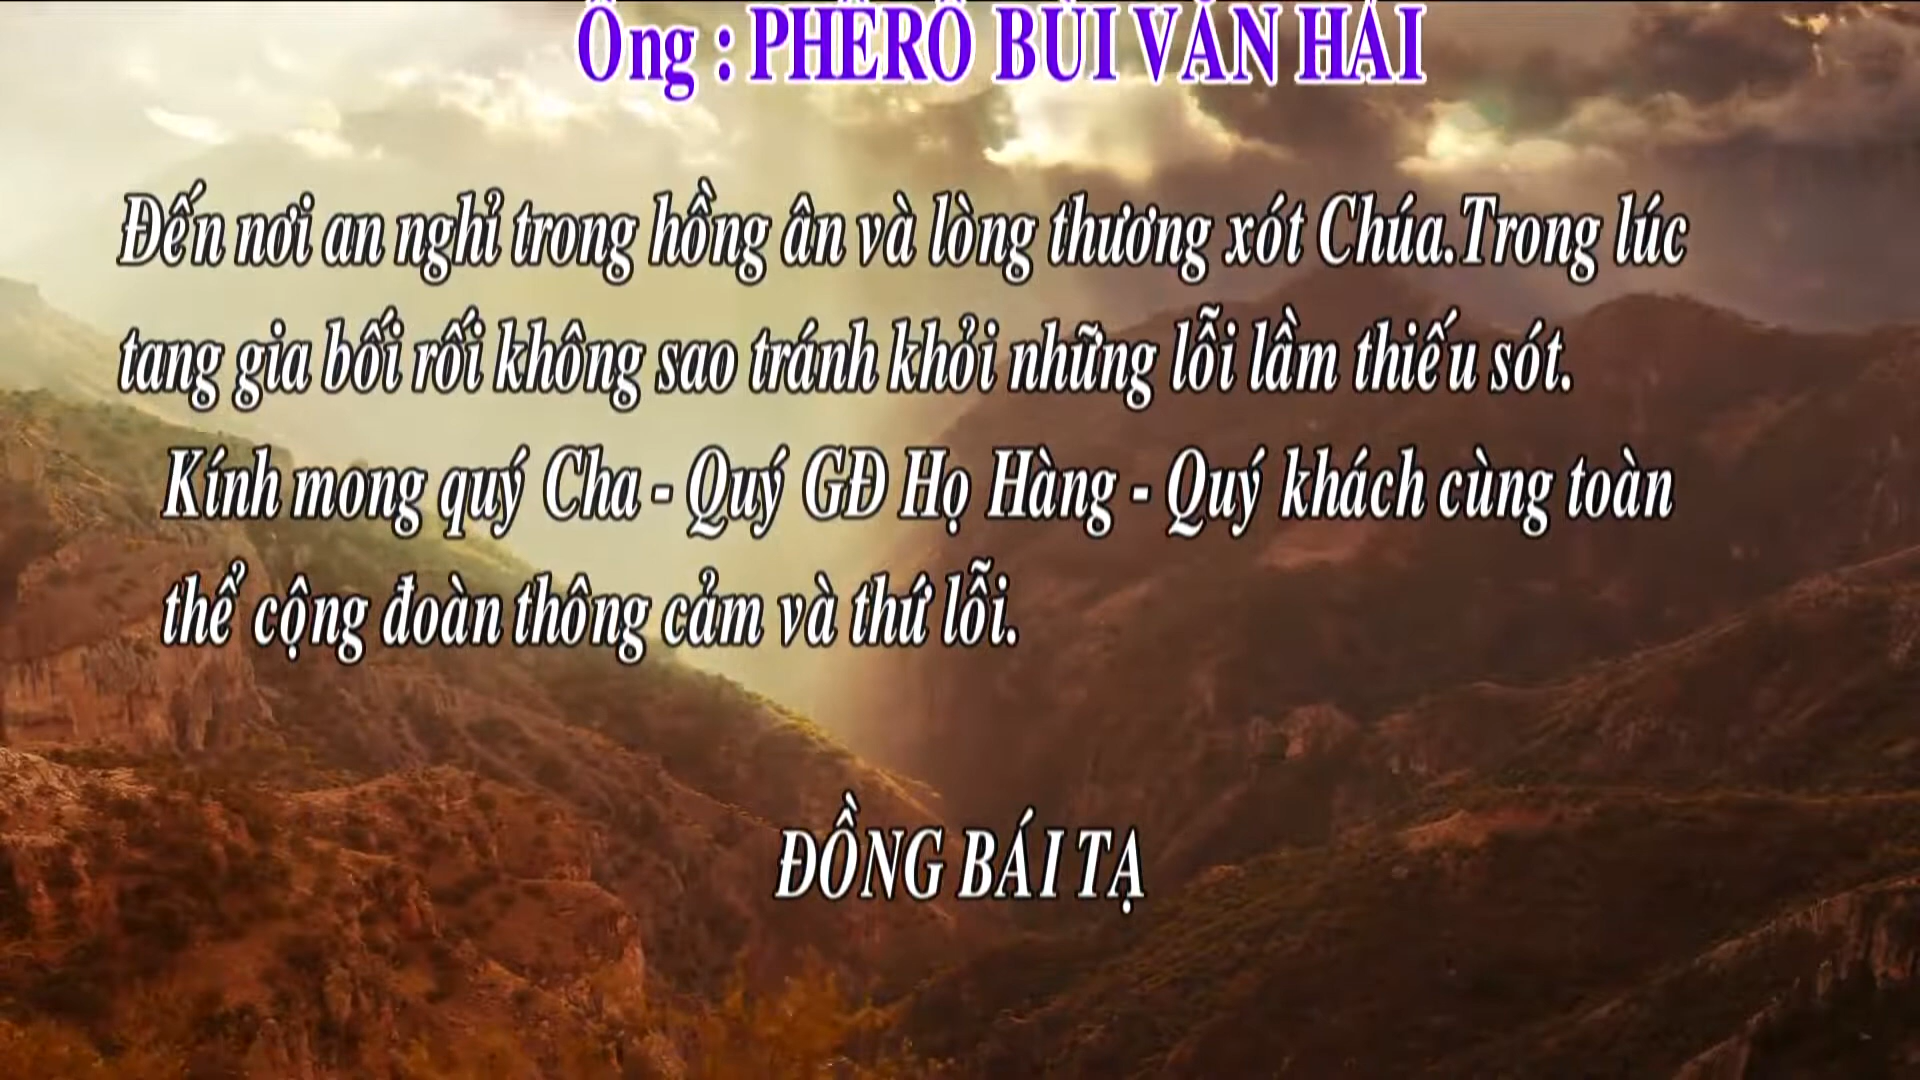 Ông : PHÊRÔ BÙI VĂN HẢI
Đến nơi an nghỉ trong hồng ân và lòng thương xót Chúa.Trong lúc
tang gia bối rối không sao tránh khỏi những lỗi lầm thiếu sót.
Kính mong quý Cha - Quý GĐ Họ Hàng - Quý khách cùng toàn
thể cộng đoàn thông cảm và thứ lỗi.
ĐỒNG BÁI TẠ